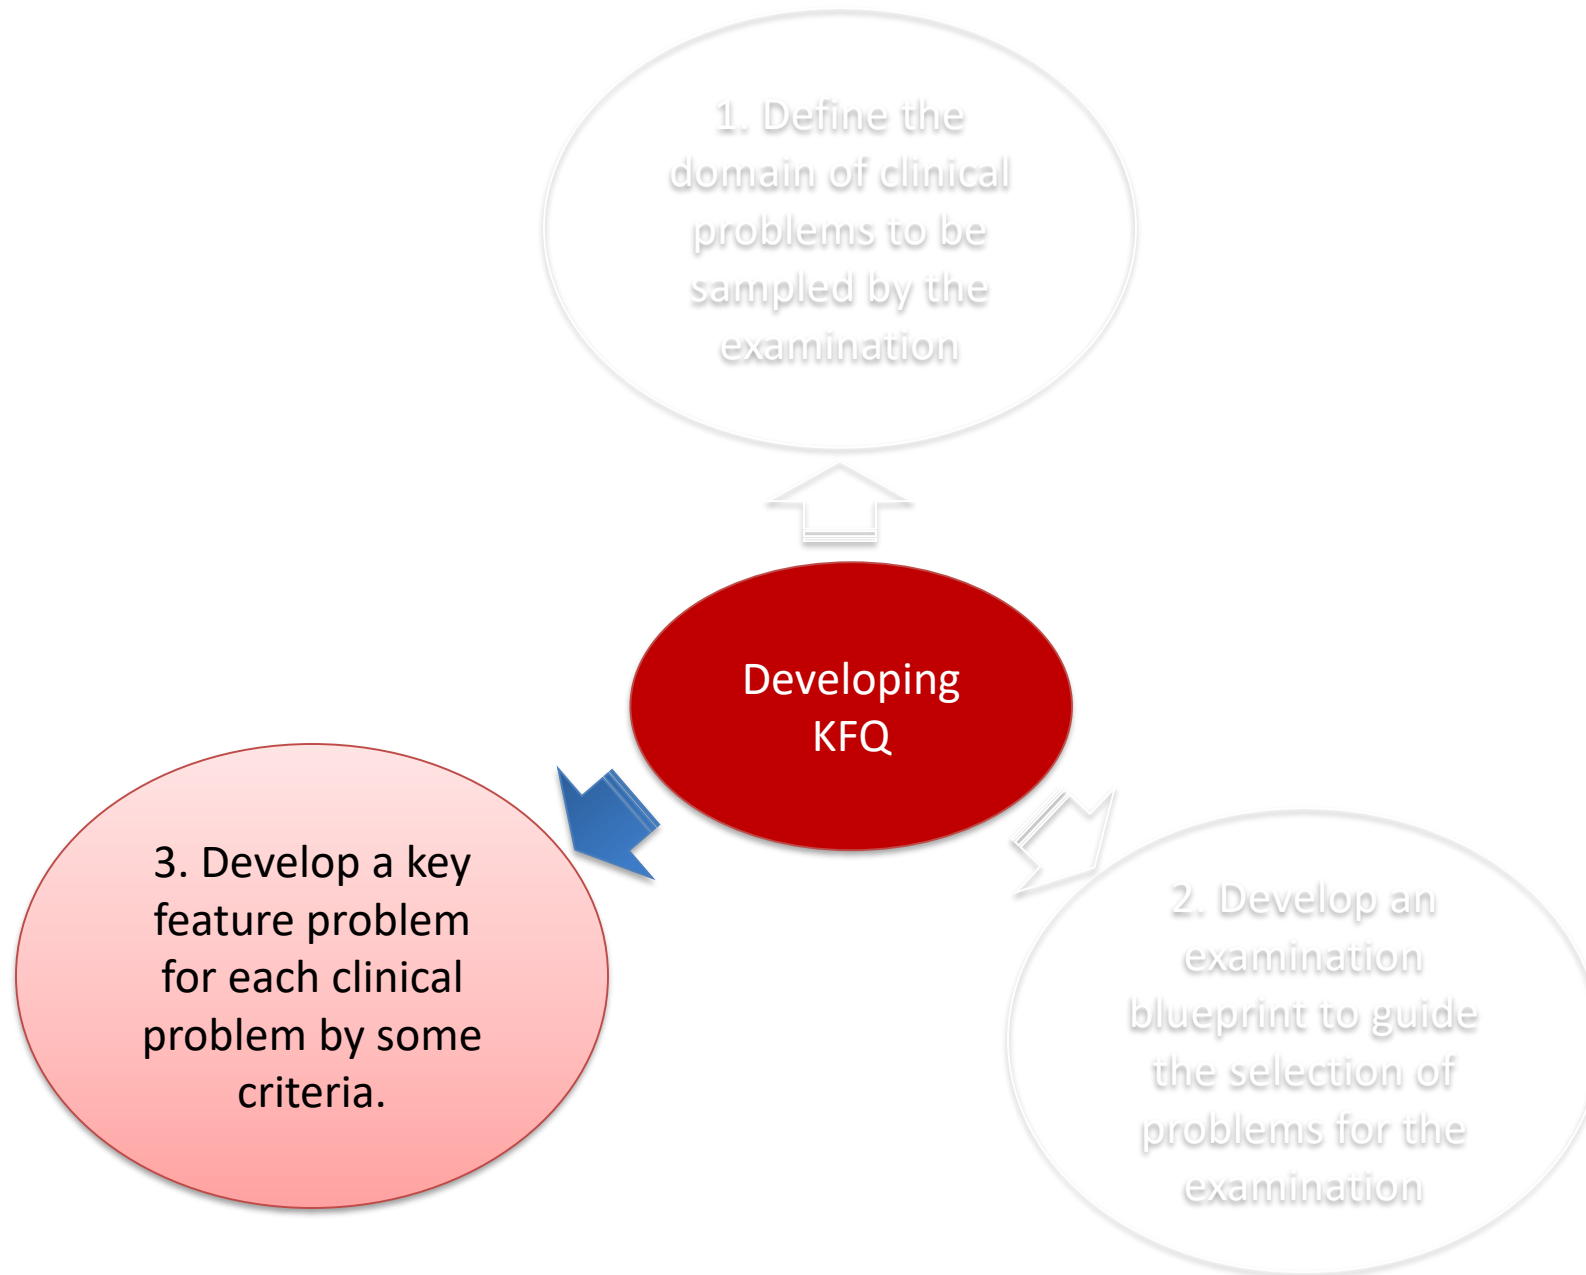 1. Define the
domain of clinical
problems to be
sampled by the
examination
Developing
KFQ
3. Develop a key
feature problem
for each clinical
problem by some
criteria.
2. Develop an
examination
blueprint to guide
the selection of
problems for the
examination